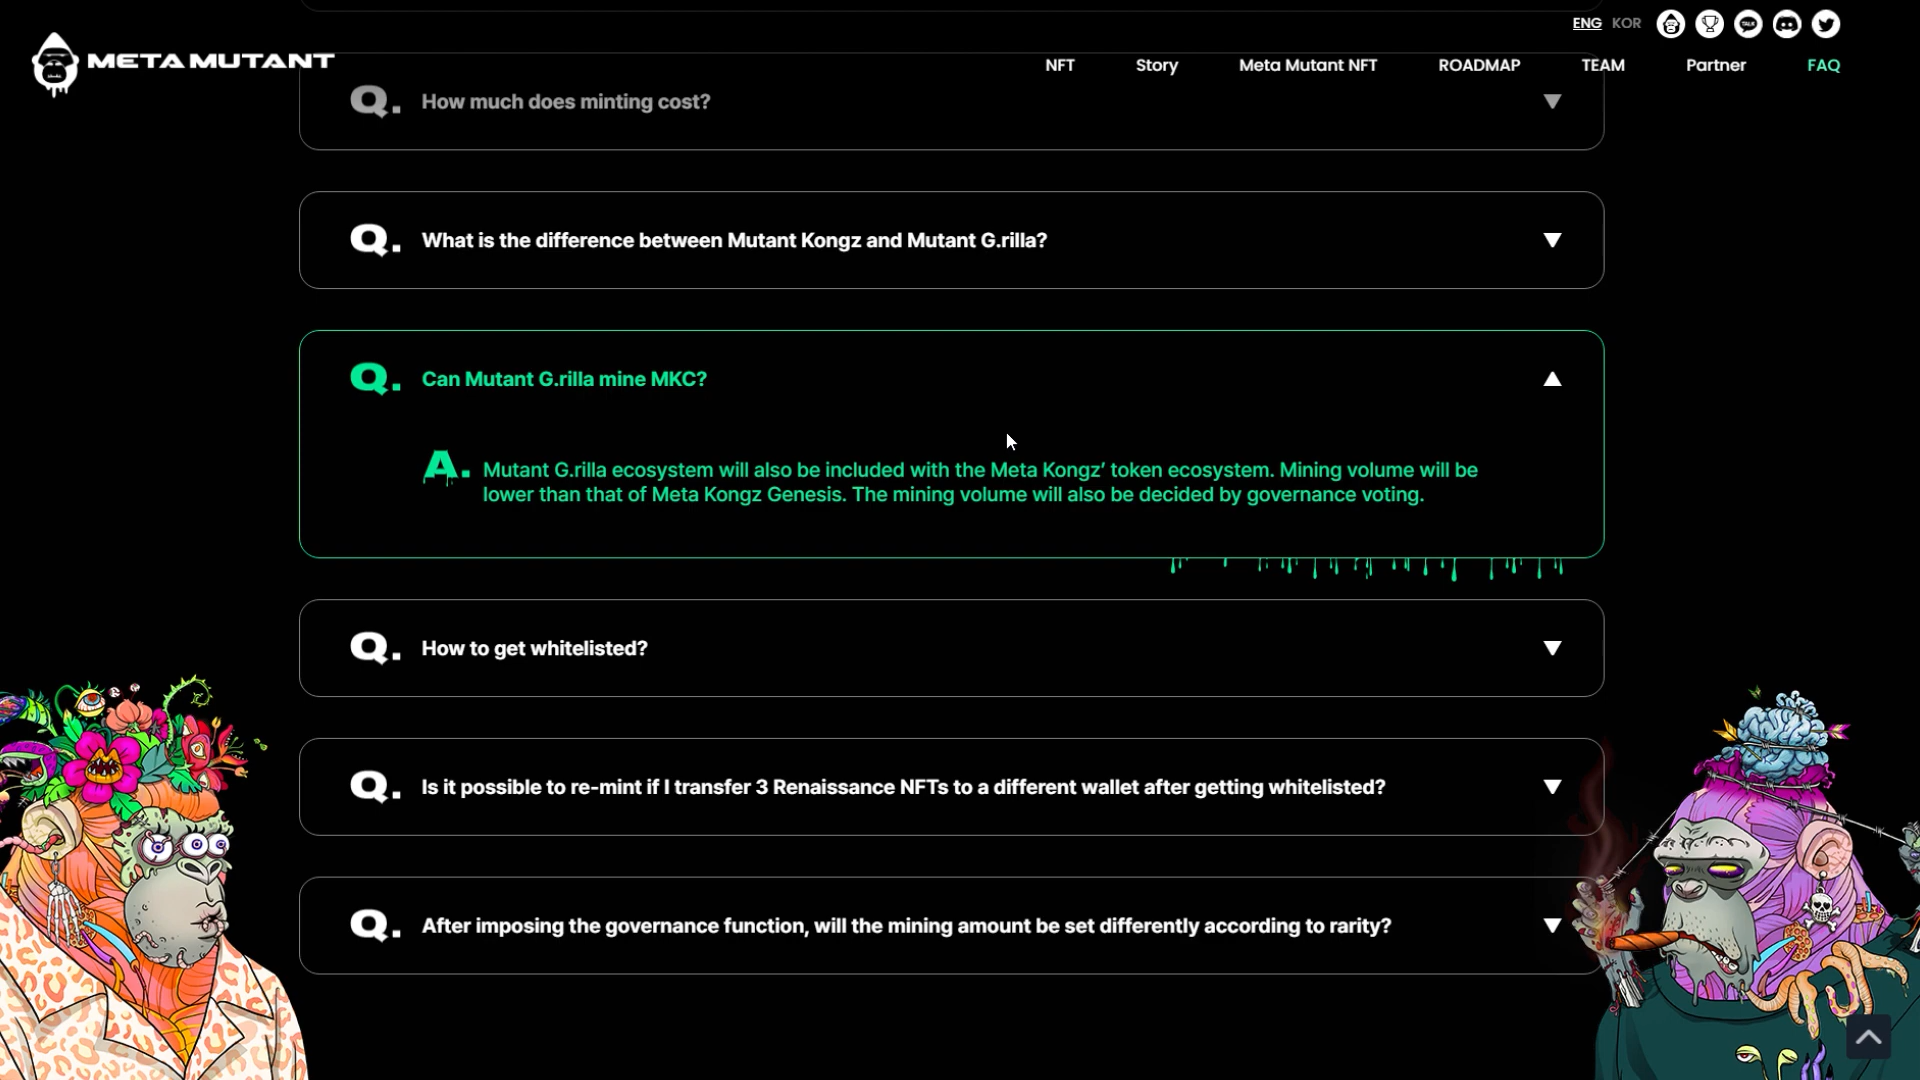 ENG KOR
META MUTANT
NFT Story Meta Mutant NFT ROADMAP TEAM Partner FAQ
Q. How much does minting cost?
Q. What is the difference between Mutant Kongz and Mutant G.rilla?
Q. Can Mutant G.rilla mine MKC?
A. Mutant G.rilla ecosystem will also be included with the Meta Kongz’ token ecosystem. Mining volume will be
lower than that of Meta Kongz Genesis. The mining volume will also be decided by governance voting.
Q. How to get whitelisted?
Q. Is it possible to re-mint if I transfer 3 Renaissance NFTs to a different wallet after getting whitelisted?
Q. After imposing the governance function, will the mining amount be set differently according to rarity?